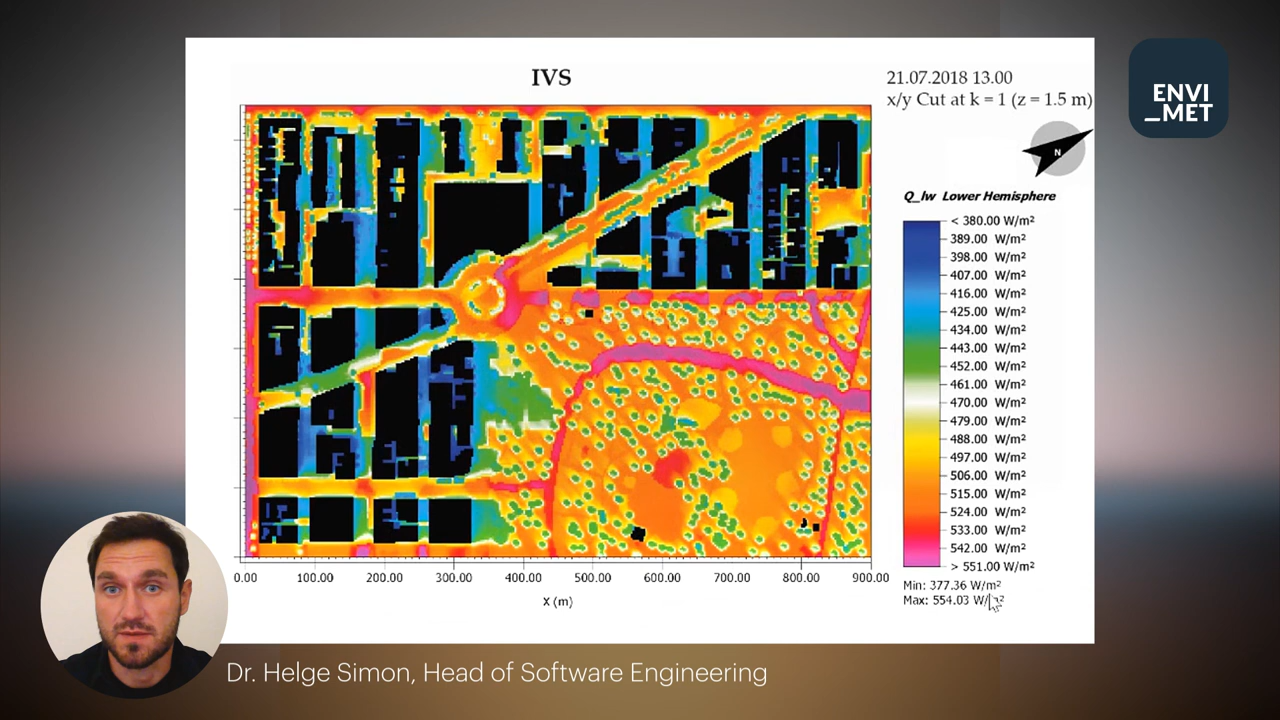 IVS
21.07.2018 13.00
x/y Cut at k = 1 (z = 1.5 m)
ENVI
_MET
N
Q_lw Lower Hemisphere
< 380.00 W/m²
389.00 W/m²
398.00 W/m²
407.00 W/m²
416.00 W/m²
425.00 W/m²
434.00 W/m²
443.00 W/m²
452.00 W/m²
461.00 W/m²
470.00 W/m²
479.00 W/m²
488.00 W/m²
497.00 W/m²
506.00 W/m²
515.00 W/m²
524.00 W/m²
533.00 W/m²
542.00 W/m²
> 551.00 W/m²
Min: 377.36 W/m²
Max: 554.03 W/m²
0.00 100.00 200.00 300.00 400.00 500.00 600.00 700.00 800.00 900.00
X (m)
Dr. Helge Simon, Head of Software Engineering